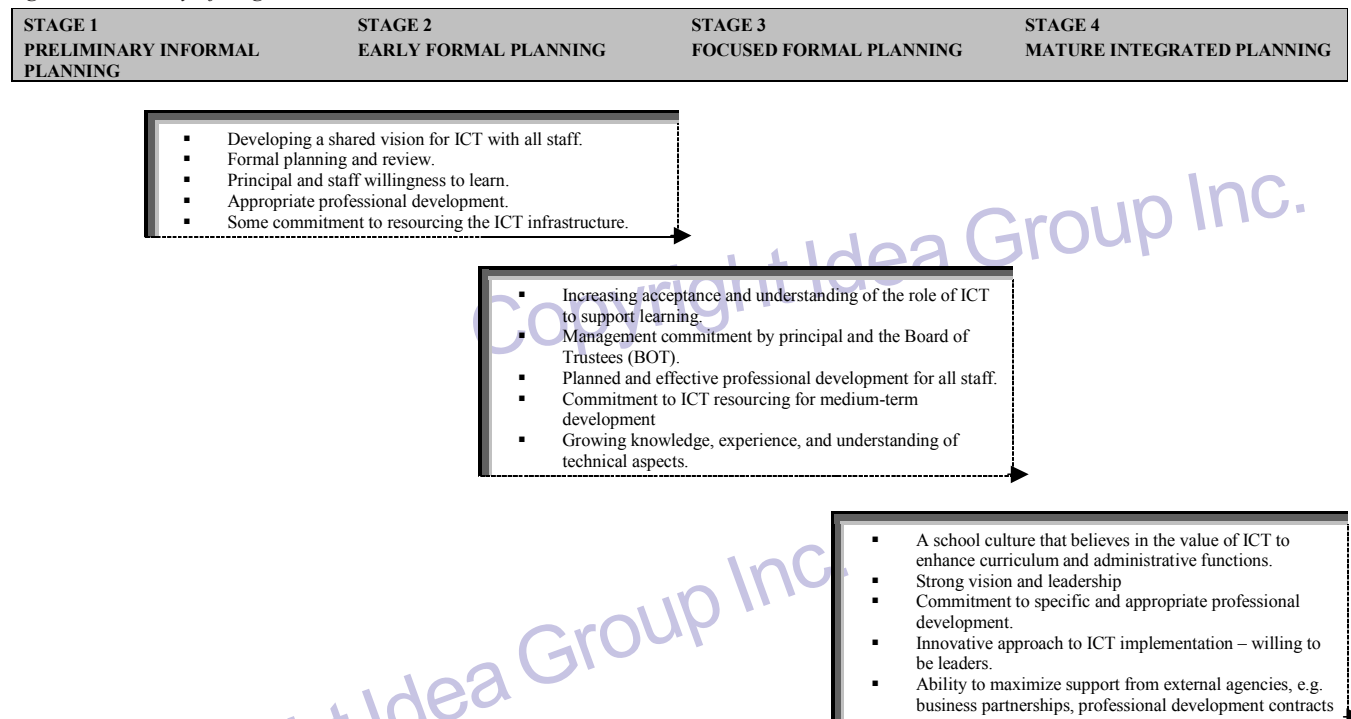 STAGE 1
PRELIMINARY INFORMAL
PLANNING
STAGE 2
EARLY FORMAL PLANNING
STAGE 3
FOCUSED FORMAL PLANNING
STAGE 4
MATURE INTEGRATED PLANNING
▪ Developing a shared vision for ICT with all staff.
▪ Formal planning and review.
▪ Principal and staff willingness to learn.
▪ Appropriate professional development.
▪ Some commitment to resourcing the ICT infrastructure.
▪ Increasing acceptance and understanding of the role of ICT
to support learning.
▪ Management commitment by principal and the Board of
Trustees (BOT).
▪ Planned and effective professional development for all staff.
▪ Commitment to ICT resourcing for medium-term
development
▪ Growing knowledge, experience, and understanding of
technical aspects.
▪ A school culture that believes in the value of ICT to
enhance curriculum and administrative functions.
▪ Strong vision and leadership
▪ Commitment to specific and appropriate professional
development.
▪ Innovative approach to ICT implementation – willing to
be leaders.
▪ Ability to maximize support from external agencies, e.g.
business partnerships, professional development contracts
Copyright Idea Group Inc.
Idea Group Inc.